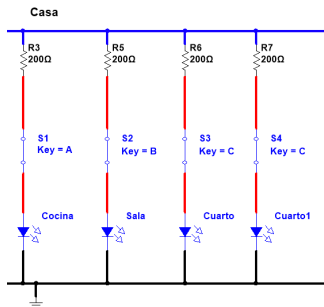 Casa
R3
200Ω
R5
200Ω
R6
200Ω
R7
200Ω
S1
Key = A
S2
Key = B
S3
Key = C
S4
Key = C
Cocina
Sala
Cuarto
Cuarto1